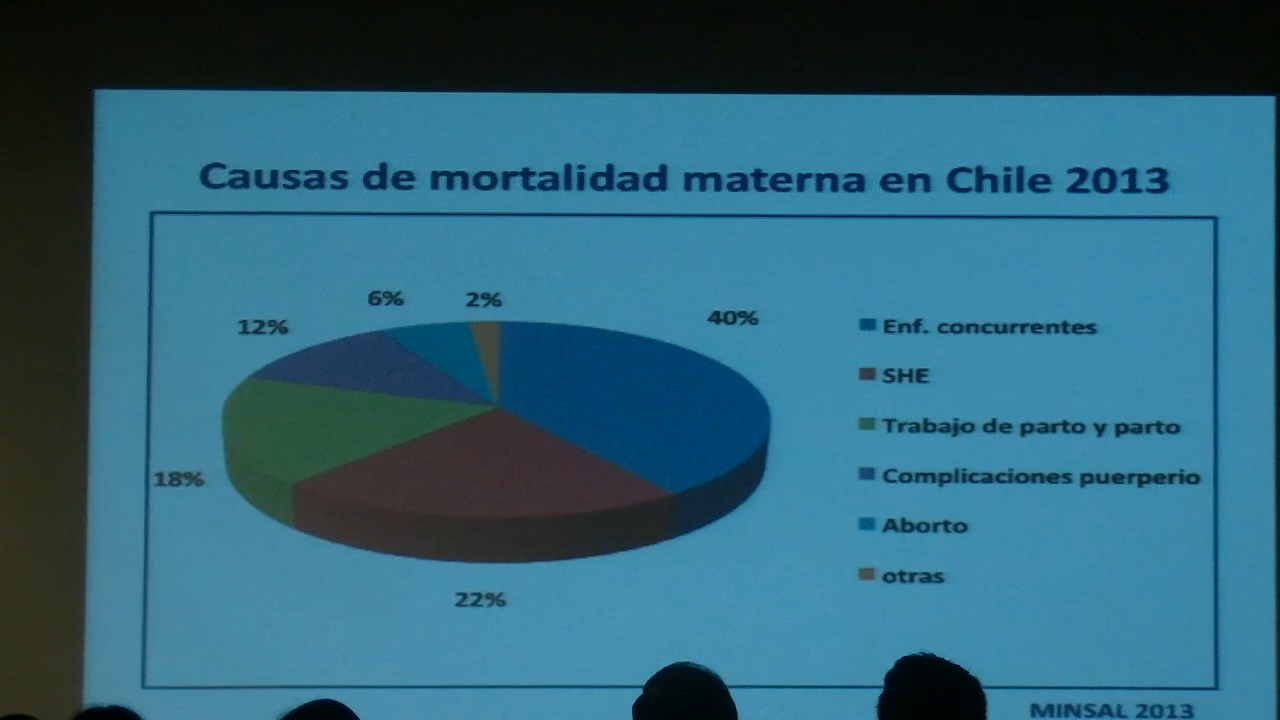 Causas de mortalidad materna en Chile 2013
6%
2%
12%
40%
18%
22%
Enf. concurrentes
SHE
Trabajo de parto y parto
Complicaciones puerperio
Aborto
otras
MINSAL 2013